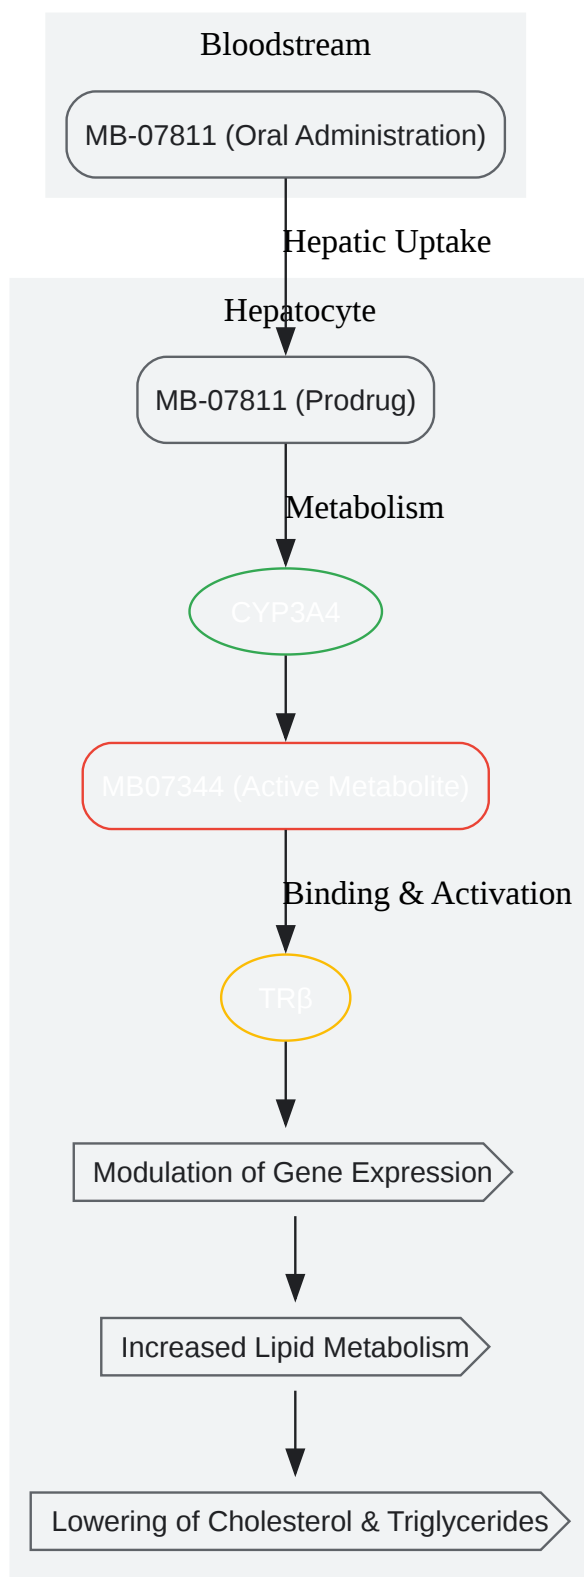 Bloodstream
MB-07811 (Oral Administration)
Hepatic Uptake
Hepatocyte
MB-07811 (Prodrug)
Metabolism
CYP3A4
MB07344 (Active Metabolite)
Binding & Activation
TRβ
Modulation of Gene Expression
Increased Lipid Metabolism
Lowering of Cholesterol & Triglycerides